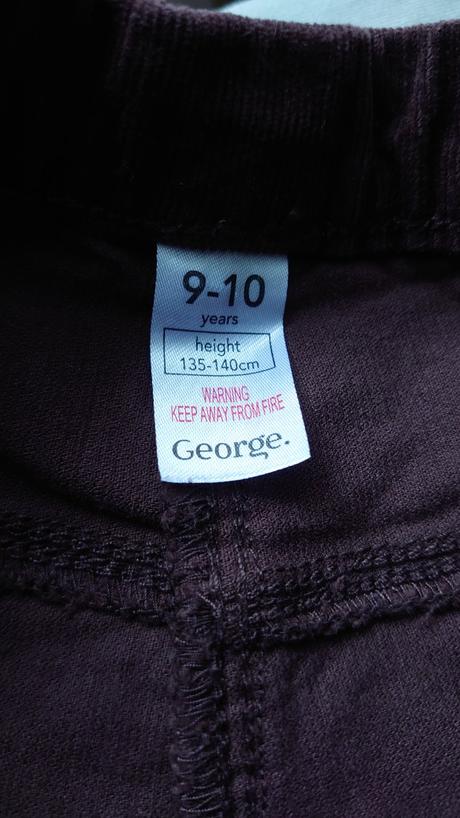 9-10
years
height
135-140cm
WARNING
KEEP AWAY FROM FIRE
George.